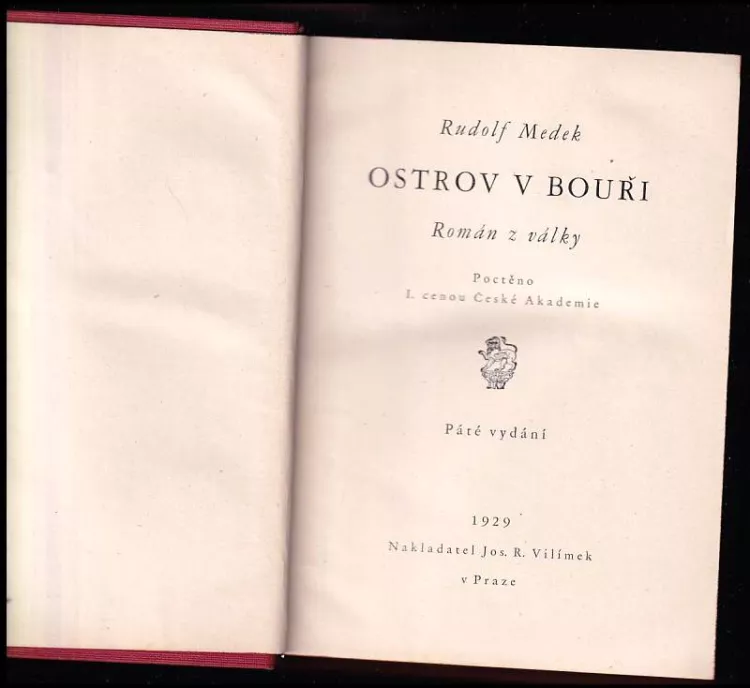 Rudolf Medek
OSTROV V BOUŘI
Román z války
Poctěno
I. cenou České Akademie
Páté vydání
1929
Nakladatel Jos. R. Vilímek
v Praze